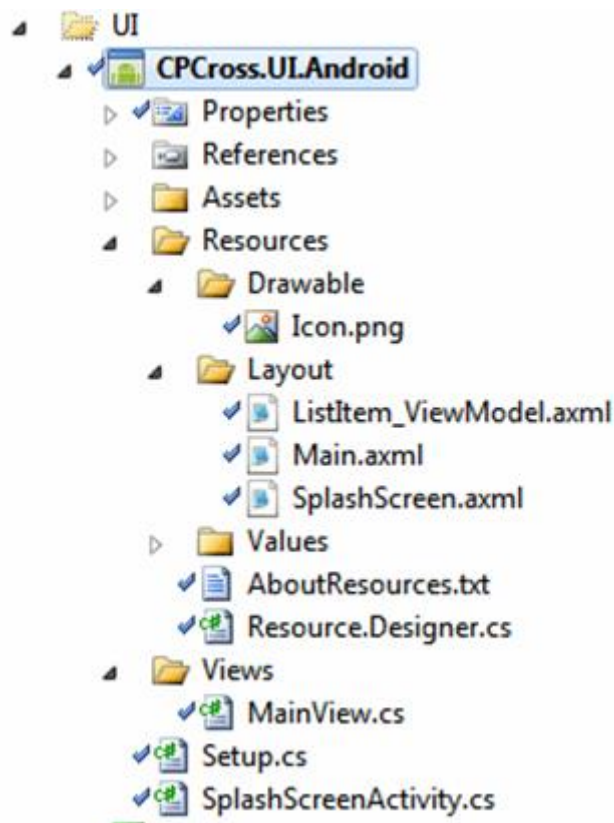 UI
CPCross.UI.Android
Properties
References
Assets
Resources
Drawable
Icon.png
Layout
ListItem_ViewModel.axml
Main.axml
SplashScreen.axml
Values
AboutResources.txt
Resource.Designer.cs
Views
MainView.cs
Setup.cs
SplashScreenActivity.cs